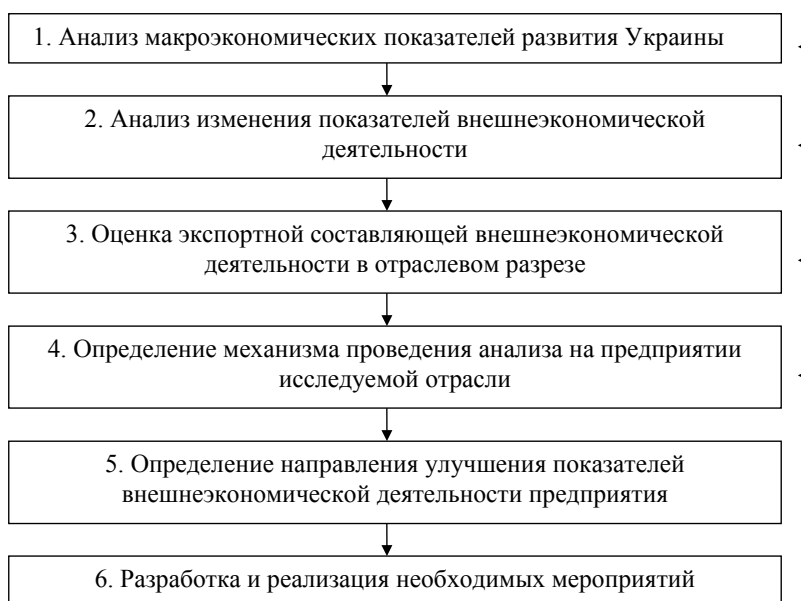 1. Анализ макроэкономических показателей развития Украины
2. Анализ изменения показателей внешнеэкономической
деятельности
3. Оценка экспортной составляющей внешнеэкономической
деятельности в отраслевом разрезе
4. Определение механизма проведения анализа на предприятии
исследуемой отрасли
5. Определение направления улучшения показателей
внешнеэкономической деятельности предприятия
6. Разработка и реализация необходимых мероприятий